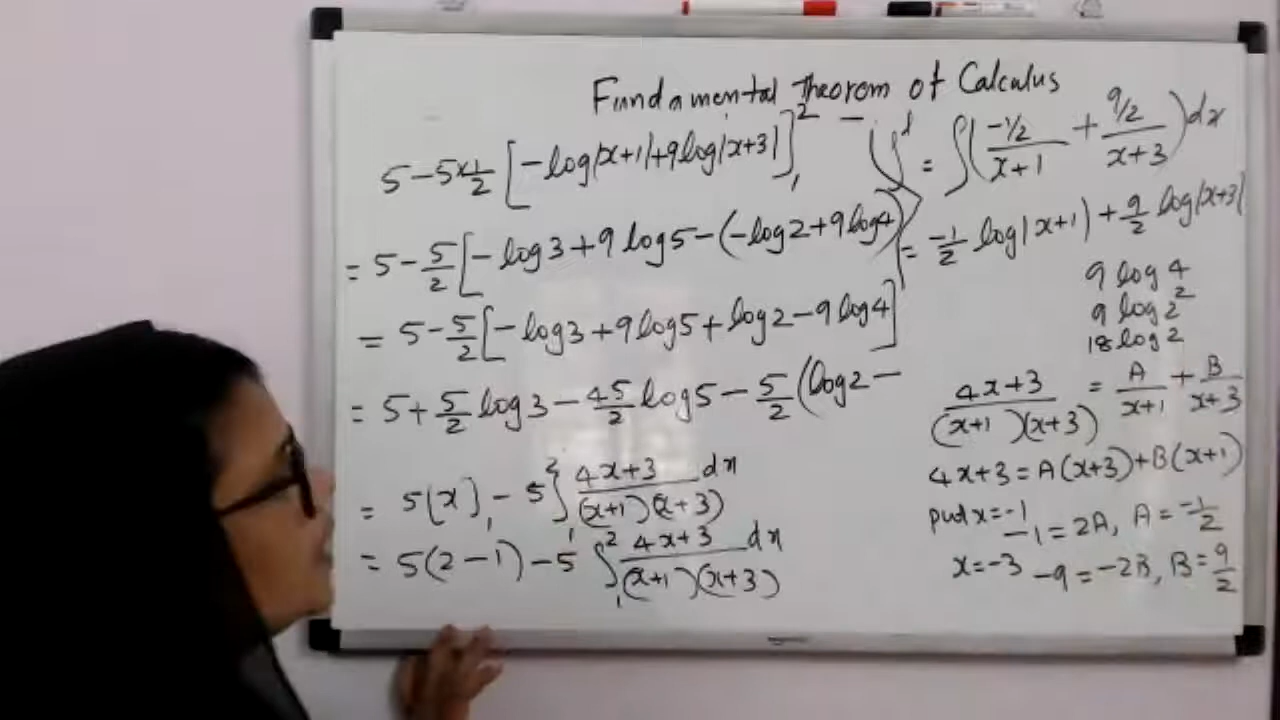 Fundamental Theorem of Calculus
5 - 5×1/2 [-log|x+1|+9log|x+3|]₁²
= 5 - 5/2 [-log3+9log5-(-log2+9log4)
= 5 - 5/2 [-log3+9log5+log2-9log4]
= 5 + 5/2 log3 - 45/2 log5 - 5/2 (log2 -
= 5[x]₁ - 5 ∫₁² 4x+3/(x+1)(x+3) dx
= 5(2-1) - 5 ∫₁² 4x+3/(x+1)(x+3) dx
= ∫(-1/2/x+1 + 9/2/x+3)dx
= -1/2 log|x+1| + 9/2 log|x+3|
9 log 4
9 log 2²
18 log 2
4x+3/(x+1)(x+3) = A/x+1 + B/x+3
4x+3 = A(x+3)+B(x+1)
put x=-1
-1=2A, A=-1/2
x=-3 -9=-2B, B=9/2